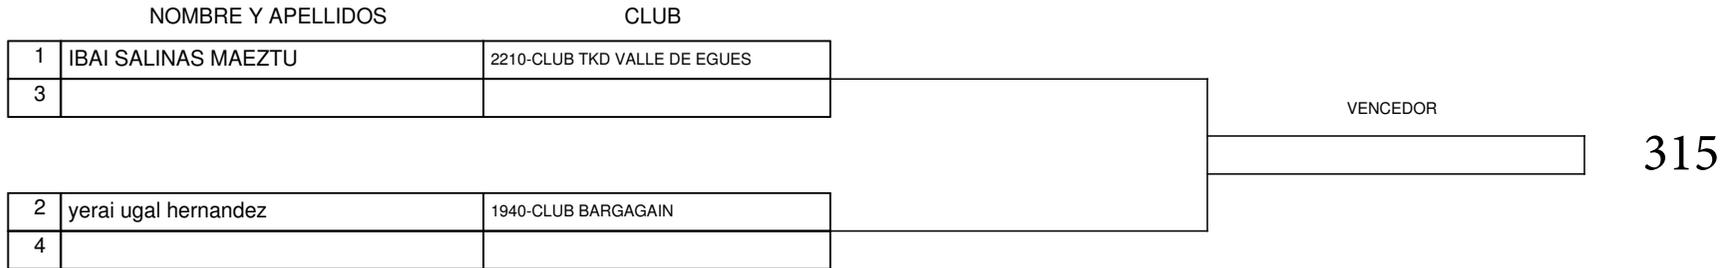 NOMBRE Y APELLIDOS CLUB
1 IBAI SALINAS MAEZTU 2210-CLUB TKD VALLE DE EGUES
3
VENCEDOR
315
2 yerai ugal hernandez 1940-CLUB BARGAGAIN
4